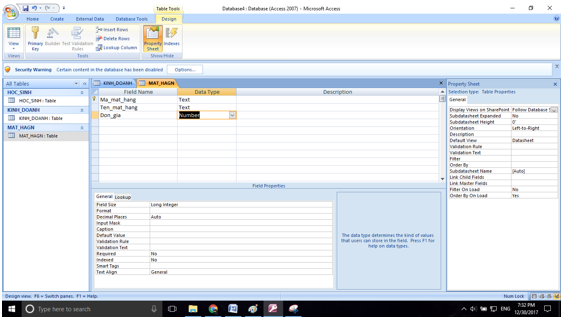 Table Tools
Database4 : Database (Access 2007) - Microsoft Access
Home Create External Data Database Tools Design
View
Primary Key
Builder
Test Validation Rules
Insert Rows
Delete Rows
Lookup Column
Property Sheet
Indexes
Views
Tools
Show/Hide
Security Warning Certain content in the database has been disabled
Options...
All Tables
HOC_SINH
HOC_SINH : Table
KINH_DOANH
KINH_DOANH : Table
MAT_HAGN
MAT_HAGN : Table
KINH_DOANH MAT_HAGN
Field Name Data Type Description
Ma_mat_hang Text
Ten_mat_hang Text
Don_gia Number
Field Properties
General Lookup
Field Size Long Integer
Format
Decimal Places Auto
Input Mask
Caption
Default Value
Validation Rule
Validation Text
Required No
Indexed No
Smart Tags
Text Align General
The data type determines the kind of values that users can store in the field. Press F1 for help on data types.
Property Sheet
Selection type: Table Properties
General
Display Views on SharePoint Follow Database S
Subdatasheet Expanded No
Subdatasheet Height 0"
Orientation Left-to-Right
Description
Default View Datasheet
Validation Rule
Validation Text
Filter
Order By
Subdatasheet Name [Auto]
Link Child Fields
Link Master Fields
Filter On Load No
Order By On Load Yes
Design view. F6 = Switch panes. F1 = Help.
Num Lock
Type here to search
ENG
7:32 PM
12/30/2017